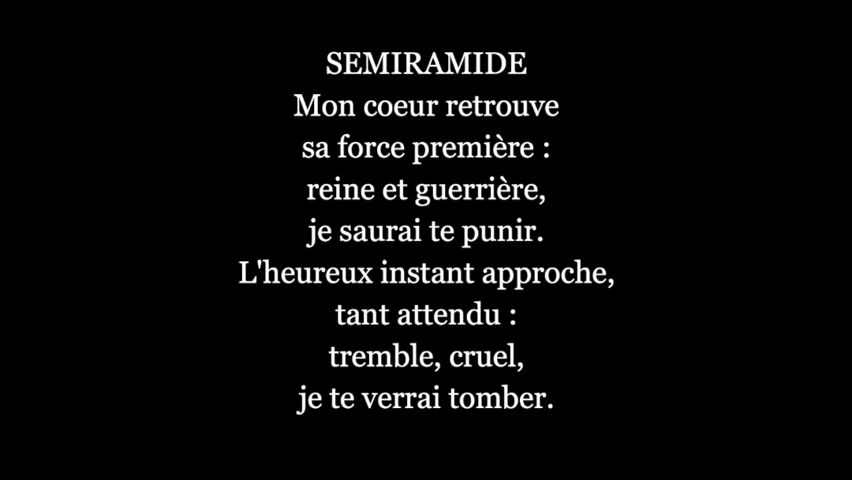 SEMIRAMIDE
Mon coeur retrouve
sa force première :
reine et guerrière,
je saurai te punir.
L'heureux instant approche,
tant attendu :
tremble, cruel,
je te verrai tomber.